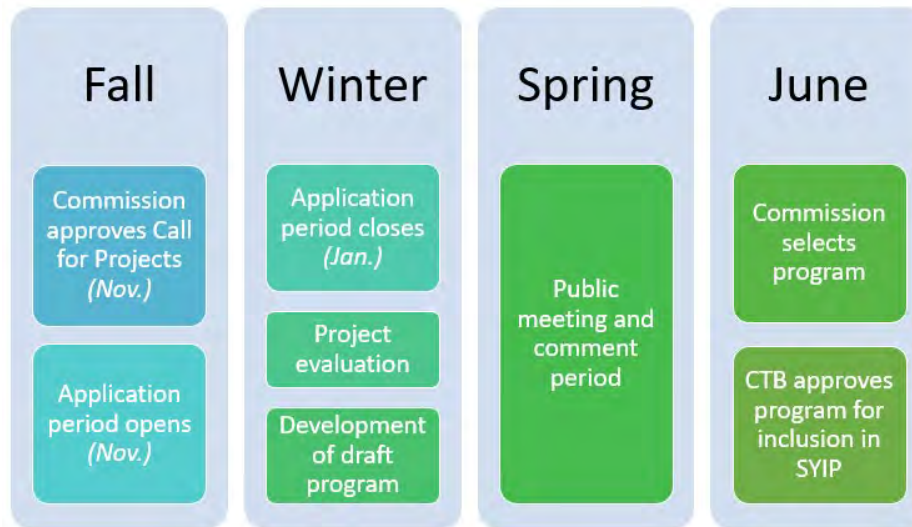 Fall
Commission
approves Call
for Projects
(Nov.)
Application
period opens
(Nov.)
Winter
Application
period closes
(Jan.)
Project
evaluation
Development
of draft
program
Spring
Public
meeting and
comment
period
June
Commission
selects
program
CTB approves
program for
inclusion in
SYIP